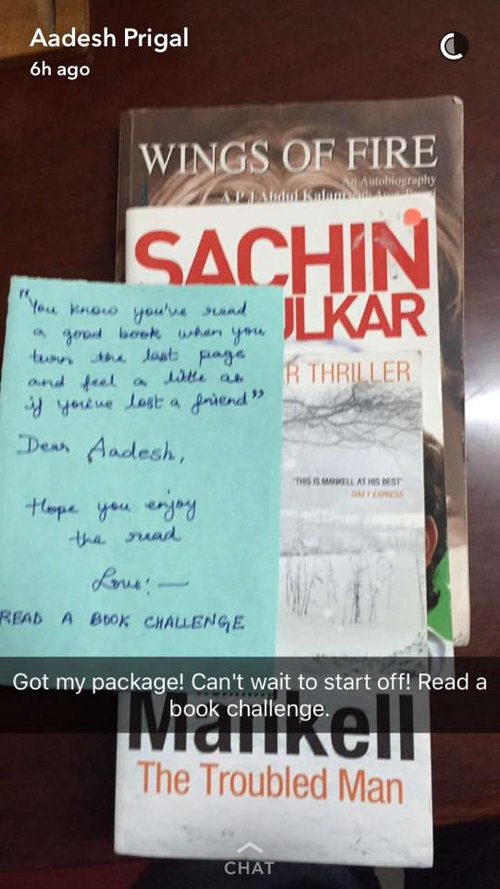 Aadesh Prigal
6h ago
WINGS OF FIRE
An Autobiography
A P J Abdul Kalam
SACHIN
ULKAR
R THRILLER
"You know you've read
a good book when you
turn the last page
and feel a little as
if you've lost a friend"
Dear Aadesh,
Hope you enjoy
the read
Love: —
READ A BOOK CHALLENGE
'THIS IS MANKELL AT HIS BEST'
DAILY EXPRESS
Got my package! Can't wait to start off! Read a
book challenge.
Mankell
The Troubled Man
CHAT